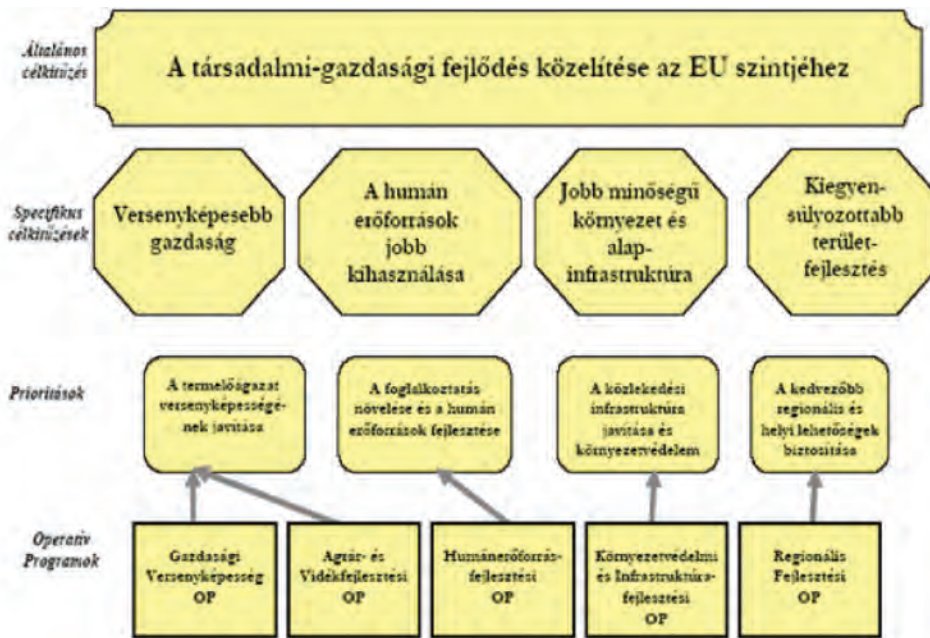 Általános
célkitűzés
A társadalmi-gazdasági fejlődés közelítése az EU szintjéhez
Specifikus
célkitűzések
Versenyképesebb
gazdaság
A humán
erőforrások
jobb
kihasználása
Jobb minőségű
környezet és
alap-
infrastruktúra
Kiegyen-
súlyozottabb
terület-
fejlesztés
Prioritások
A termelőágazat
versenyképességé-
nek javítása
A foglalkoztatás
növelése és a humán
erőforrások fejlesztése
A közlekedési
infrastruktúra
javítása és
környezetvédelem
A kedvezőbb
regionális és
helyi lehetőségek
biztosítása
Operatív
Programok
Gazdasági
Versenyképesség
OP
Agrár- és
Vidékfejlesztési
OP
Humánerőforrás-
fejlesztési
OP
Környezetvédelmi
és Infrastruktúra-
fejlesztési
OP
Regionális
Fejlesztési
OP